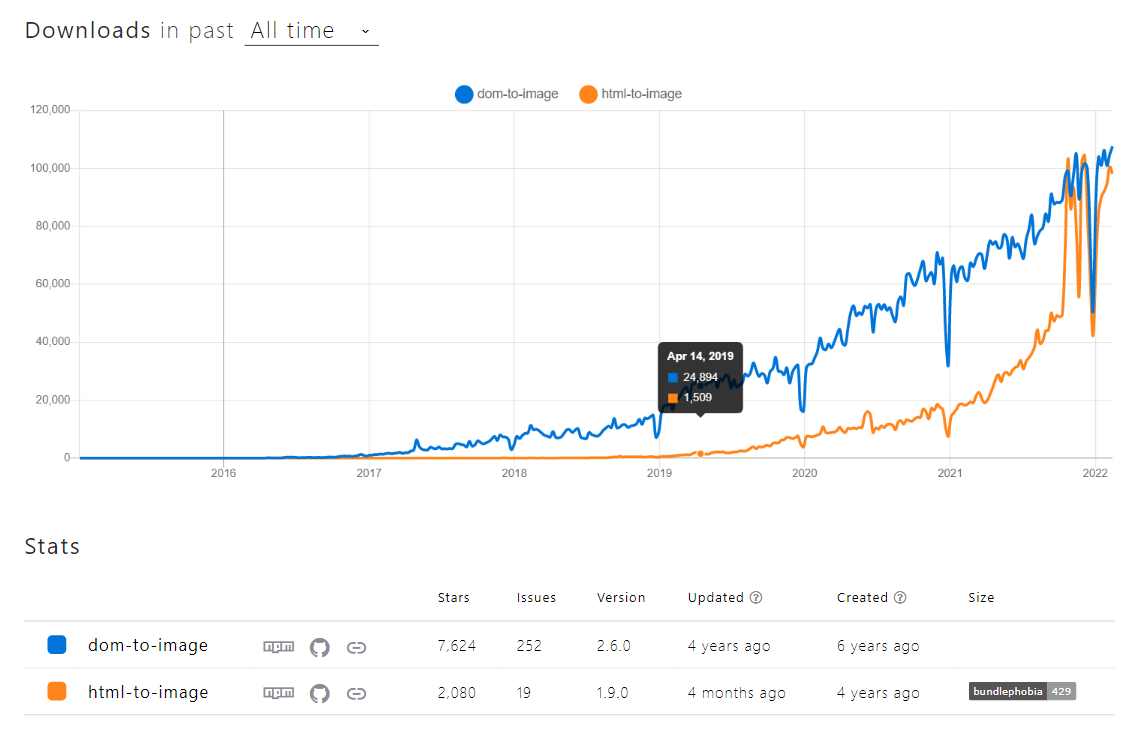 Downloads in past All time
dom-to-image html-to-image
120,000
100,000
80,000
60,000
40,000
20,000
0
Apr 14, 2019
24,894
1,509
2016 2017 2018 2019 2020 2021 2022
Stats
Stars Issues Version Updated ? Created ? Size
dom-to-image npm 7,624 252 2.6.0 4 years ago 6 years ago
html-to-image npm 2,080 19 1.9.0 4 months ago 4 years ago bundlephobia 429